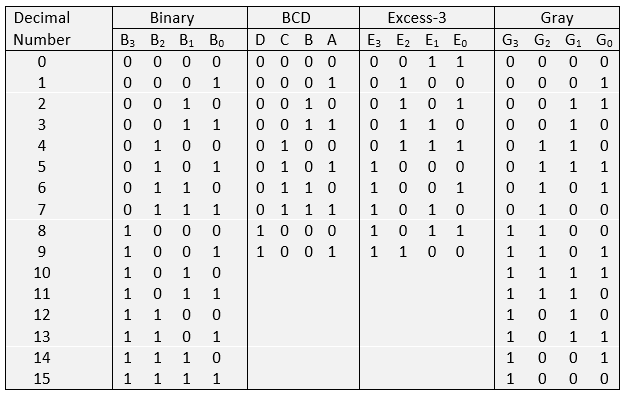 Decimal Binary BCD Excess-3 Gray
Number B₃ B₂ B₁ B₀ D C B A E₃ E₂ E₁ E₀ G₃ G₂ G₁ G₀
0 0 0 0 0 0 0 0 0 0 0 1 1 0 0 0 0
1 0 0 0 1 0 0 0 1 0 1 0 0 0 0 0 1
2 0 0 1 0 0 0 1 0 0 1 0 1 0 0 1 1
3 0 0 1 1 0 0 1 1 0 1 1 0 0 0 1 0
4 0 1 0 0 0 1 0 0 0 1 1 1 0 1 1 0
5 0 1 0 1 0 1 0 1 1 0 0 0 0 1 1 1
6 0 1 1 0 0 1 1 0 1 0 0 1 0 1 0 1
7 0 1 1 1 0 1 1 1 1 0 1 0 0 1 0 0
8 1 0 0 0 1 0 0 0 1 0 1 1 1 1 0 0
9 1 0 0 1 1 0 0 1 1 1 0 0 1 1 0 1
10 1 0 1 0 1 1 1 1
11 1 0 1 1 1 1 1 0
12 1 1 0 0 1 0 1 0
13 1 1 0 1 1 0 1 1
14 1 1 1 0 1 0 0 1
15 1 1 1 1 1 0 0 0